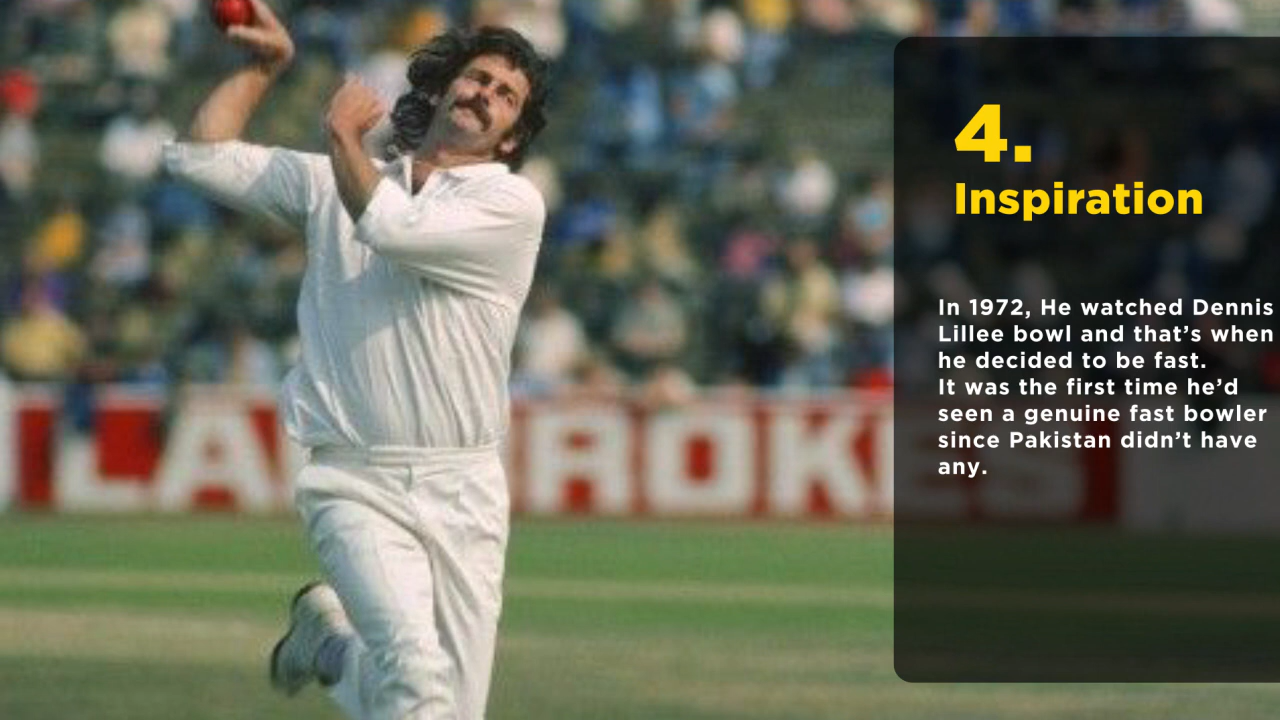 4.
Inspiration
In 1972, He watched Dennis
Lillee bowl and that's when
he decided to be fast.
It was the first time he'd
seen a genuine fast bowler
since Pakistan didn't have
any.